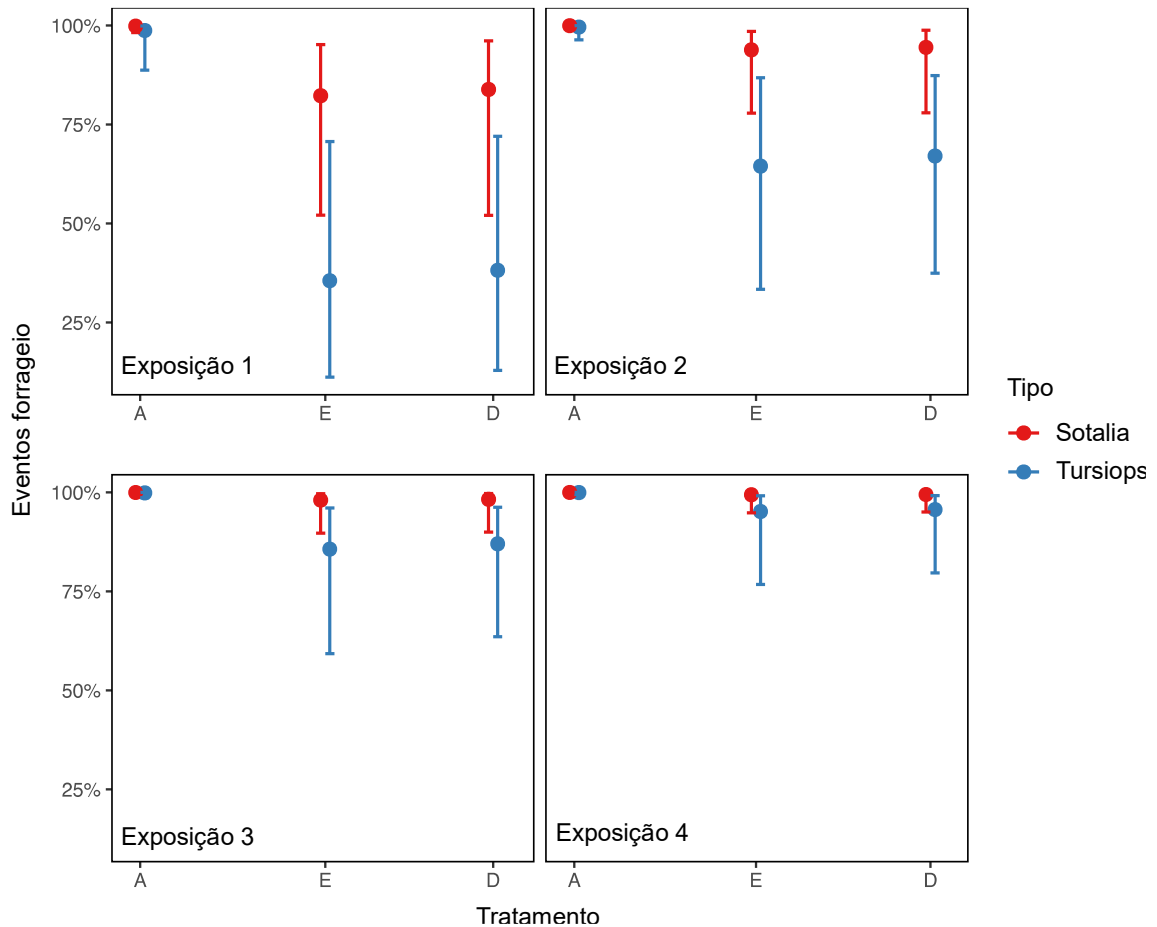 Eventos forrageio
100%
75%
50%
25%
Exposição 1
A E D
Exposição 2
A E D
100%
75%
50%
25%
Exposição 3
A E D
Exposição 4
A E D
Tratamento
Tipo
Sotalia
Tursiops